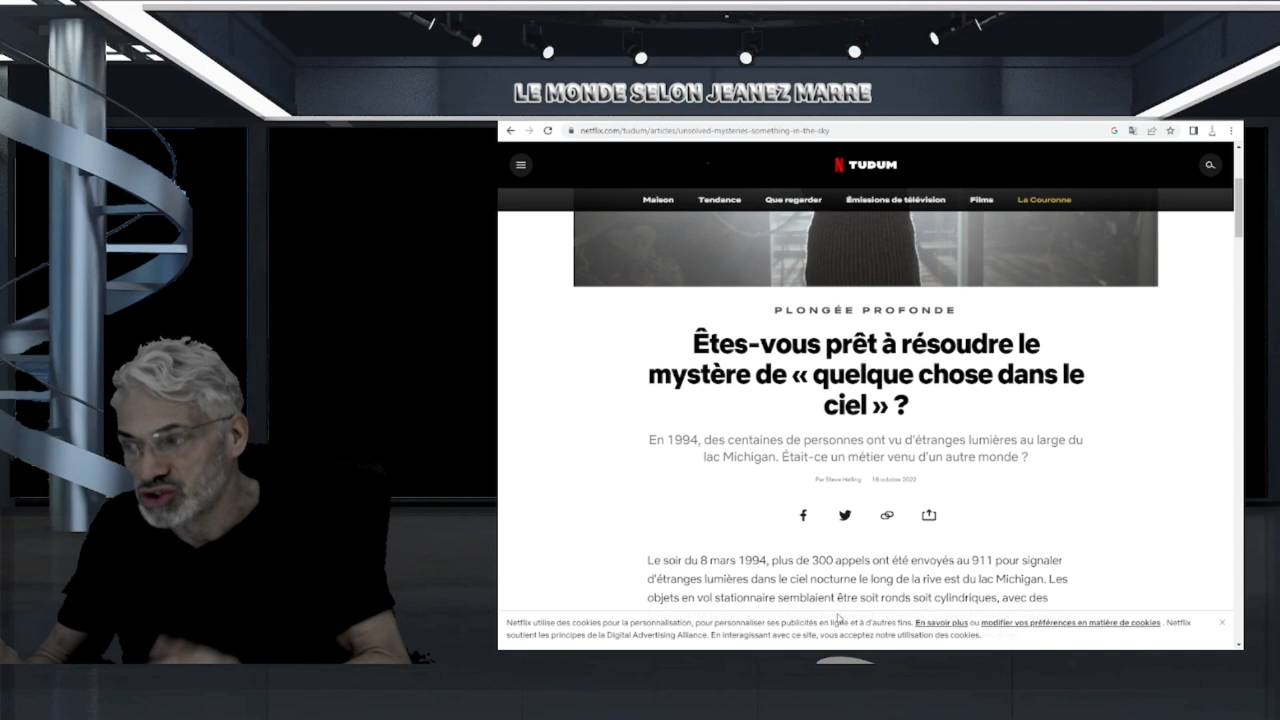 LE MONDE SELON JEANEZ MARRE
netflix.com/tudum/articles/unsolved-mysteries-something-in-the-sky
N TUDUM
Maison Tendance Que regarder Émissions de télévision Films La Couronne
PLONGÉE PROFONDE
Êtes-vous prêt à résoudre le
mystère de « quelque chose dans le
ciel » ?
En 1994, des centaines de personnes ont vu d'étranges lumières au large du
lac Michigan. Était-ce un métier venu d'un autre monde ?
Par Steve Helling 18 octobre 2022
Le soir du 8 mars 1994, plus de 300 appels ont été envoyés au 911 pour signaler
d'étranges lumières dans le ciel nocturne le long de la rive est du lac Michigan. Les
objets en vol stationnaire semblaient être soit ronds soit cylindriques, avec des
Netflix utilise des cookies pour la personnalisation, pour personnaliser ses publicités en ligne et à d'autres fins. En savoir plus ou modifier vos préférences en matière de cookies . Netflix
soutient les principes de la Digital Advertising Alliance. En interagissant avec ce site, vous acceptez notre utilisation des cookies.